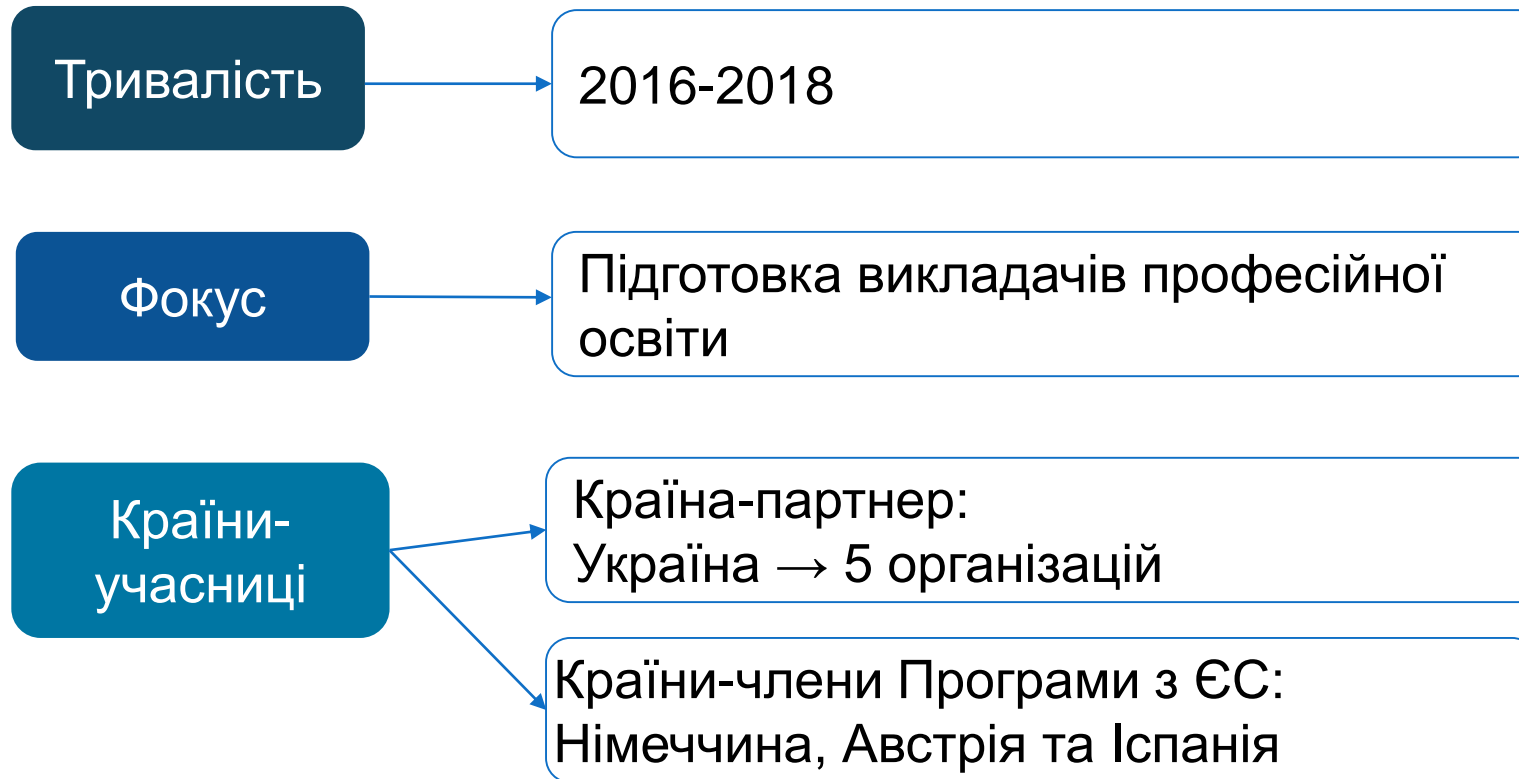 Тривалість
2016-2018
Фокус
Підготовка викладачів професійної
освіти
Країни-
учасниці
Країна-партнер:
Україна → 5 організацій
Країни-члени Програми з ЄС:
Німеччина, Австрія та Іспанія